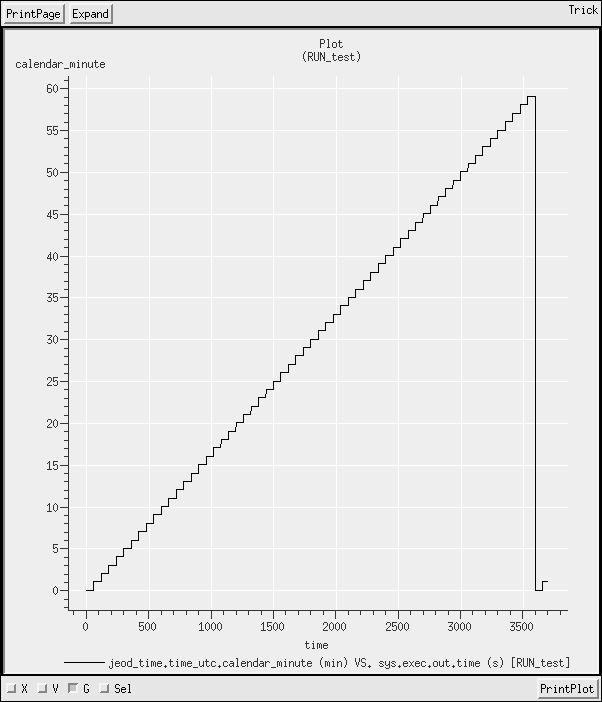 PrintPage Expand Trick
Plot
(RUN_test)
calendar_minute
60
55
50
45
40
35
30
25
20
15
10
5
0
0 500 1000 1500 2000 2500 3000 3500
time
jeod_time.time_utc.calendar_minute (min) VS. sys.exec.out.time (s) [RUN_test]
X V G Sel PrintPlot